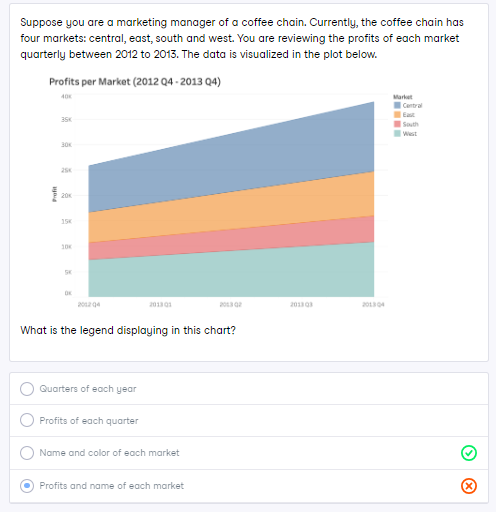 Suppose you are a marketing manager of a coffee chain. Currently, the coffee chain has
four markets: central, east, south and west. You are reviewing the profits of each market
quarterly between 2012 to 2013. The data is visualized in the plot below.
Profits per Market (2012 Q4 - 2013 Q4)
40K
35K
30K
25K
20K
15K
10K
5K
0K
Profit
2012 Q4 2013 Q1 2013 Q2 2013 Q3 2013 Q4
Market
Central
East
South
West
What is the legend displaying in this chart?
Quarters of each year
Profits of each quarter
Name and color of each market
Profits and name of each market